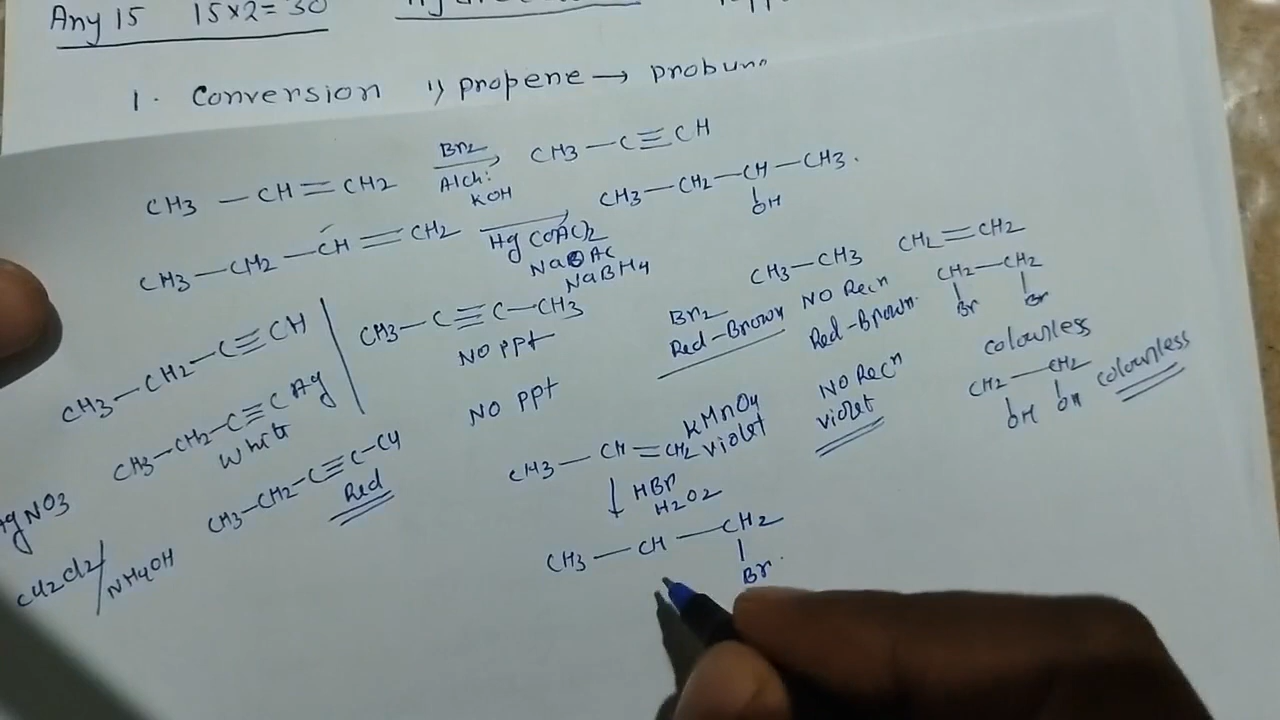 Any 15 15×2=30
1. Conversion 1) propene → probun
CH3 — CH = CH2 Br2 Alch: KOH → CH3 — C ≡ CH
CH3 — CH2 — CH = CH2 Hg(OAc)2 NaOAc NaBH4 → CH3 — CH2 — CH — CH3.
OH
CH3 — CH2 — C ≡ CH
CH3 — C ≡ C — CH3
NO PPt
CH3 — CH2 — C ≡ C Ag
White
NO PPt
AgNO3
CH3 — CH2 — C ≡ C — Cu
Red
Cu2Cl2/NH4OH
CH3 — CH3 CH2 = CH2
Br2 NO Recn CH2 — CH2
Red-Brown Red-Brown. Br Br
colourless
KMnO4 NO Recn CH2 — CH2
violet violet OH OH colourless
CH3 — CH = CH2
↓ HBr
H2O2
CH3 — CH — CH2
Br.